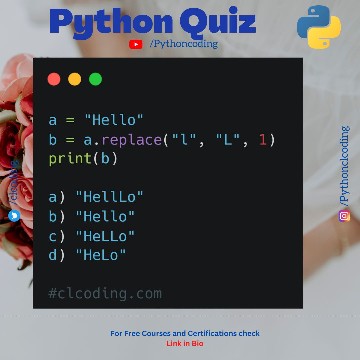 Python Quiz
/Pythoncoding
a = "Hello"
b = a.replace("l", "L", 1)
print(b)
a) "HellLo"
b) "Hello"
c) "HeLLo"
d) "HeLo"
#clcoding.com
/Pythonclcoding
For Free Courses and Certifications check
Link in Bio